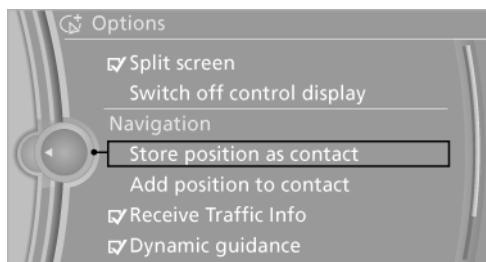 Options
Split screen
Switch off control display
Navigation
Store position as contact
Add position to contact
Receive Traffic Info
Dynamic guidance